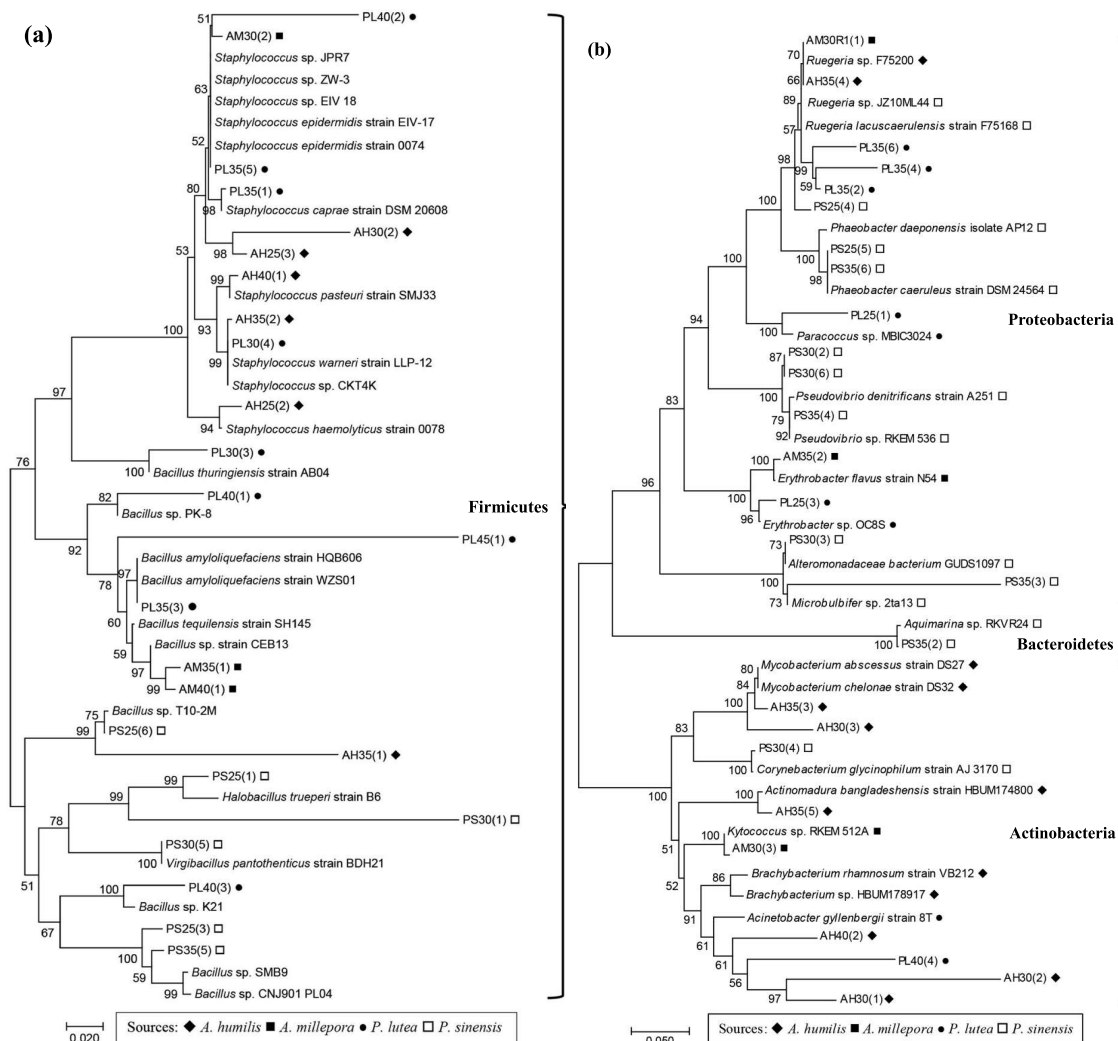 (a)
51
PL40(2)
AM30(2)
Staphylococcus sp. JPR7
Staphylococcus sp. ZW-3
63
Staphylococcus sp. EIV 18
Staphylococcus epidermidis strain EIV-17
52
Staphylococcus epidermidis strain 0074
PL35(5)
80
PL35(1)
98
Staphylococcus caprae strain DSM 20608
AH30(2)
53
98
AH25(3)
99
AH40(1)
Staphylococcus pasteuri strain SMJ33
100
93
AH35(2)
PL30(4)
99
Staphylococcus warneri strain LLP-12
Staphylococcus sp. CKT4K
97
AH25(2)
94
Staphylococcus haemolyticus strain 0078
PL30(3)
76
100
Bacillus thuringiensis strain AB04
82
PL40(1)
Bacillus sp. PK-8
92
PL45(1)
Bacillus amyloliquefaciens strain HQB606
97
Bacillus amyloliquefaciens strain WZS01
78
PL35(3)
60
Bacillus tequilensis strain SH145
59
Bacillus sp. strain CEB13
97
AM35(1)
99
AM40(1)
75
Bacillus sp. T10-2M
99
PS25(6)
AH35(1)
99
PS25(1)
99
Halobacillus trueperi strain B6
78
PS30(1)
PS30(5)
100
Virgibacillus pantothenticus strain BDH21
51
100
PL40(3)
Bacillus sp. K21
67
PS25(3)
100
PS35(5)
59
Bacillus sp. SMB9
99
Bacillus sp. CNJ901 PL04
Firmicutes
0.020
Sources: A. humilis A. millepora P. lutea P. sinensis
(b)
AM30R1(1)
70
Ruegeria sp. F75200
66
AH35(4)
89
Ruegeria sp. JZ10ML44
57
Ruegeria lacuscaerulensis strain F75168
PL35(6)
98
99
PL35(4)
59
PL35(2)
100
PS25(4)
Phaeobacter daeponensis isolate AP12
PS25(5)
100
PS35(6)
100
98
Phaeobacter caeruleus strain DSM 24564
PL25(1)
94
100
Paracoccus sp. MBIC3024
Proteobacteria
PS30(2)
87
PS30(6)
83
100
Pseudovibrio denitrificans strain A251
79
PS35(4)
92
Pseudovibrio sp. RKEM 536
100
AM35(2)
96
Erythrobacter flavus strain N54
100
PL25(3)
96
Erythrobacter sp. OC8S
73
PS30(3)
Alteromonadaceae bacterium GUDS1097
100
PS35(3)
73
Microbulbifer sp. 2ta13
Aquimarina sp. RKVR24
100
PS35(2)
Bacteroidetes
80
Mycobacterium abscessus strain DS27
84
Mycobacterium chelonae strain DS32
100
AH35(3)
AH30(3)
83
PS30(4)
100
Corynebacterium glycinophilum strain AJ 3170
100
Actinomadura bangladeshensis strain HBUM174800
100
AH35(5)
Kytococcus sp. RKEM 512A
51
100
AM30(3)
Actinobacteria
52
Brachybacterium rhamnosum strain VB212
86
Brachybacterium sp. HBUM178917
91
Acinetobacter gyllenbergii strain 8T
61
AH40(2)
61
PL40(4)
56
AH30(2)
97
AH30(1)
0.050
Sources: A. humilis A. millepora P. lutea P. sinensis